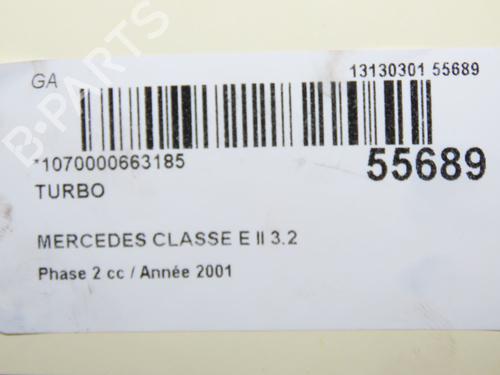 GA
13130301 55689
*1070000663185
55689
TURBO
MERCEDES CLASSE E II 3.2
Phase 2 cc / Année 2001
B-PARTS